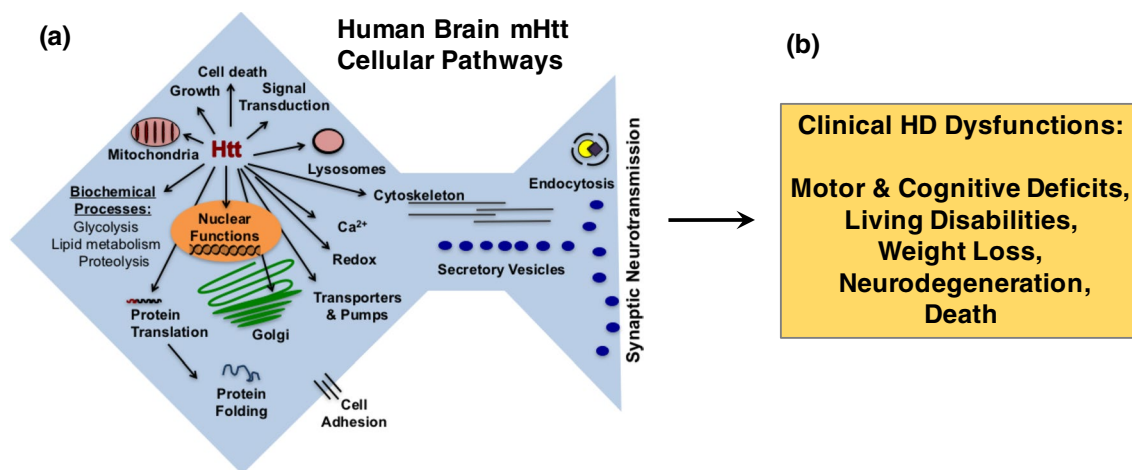 (a)
Human Brain mHtt
Cellular Pathways
Cell death
Growth
Signal
Transduction
Mitochondria
Htt
Lysosomes
Biochemical
Processes:
Glycolysis
Lipid metabolism
Proteolysis
Nuclear
Functions
Cytoskeleton
Ca²⁺
Redox
Transporters
& Pumps
Golgi
Protein
Translation
Protein
Folding
Cell
Adhesion
Secretory Vesicles
Endocytosis
Synaptic Neurotransmission
(b)
Clinical HD Dysfunctions:
Motor & Cognitive Deficits,
Living Disabilities,
Weight Loss,
Neurodegeneration,
Death